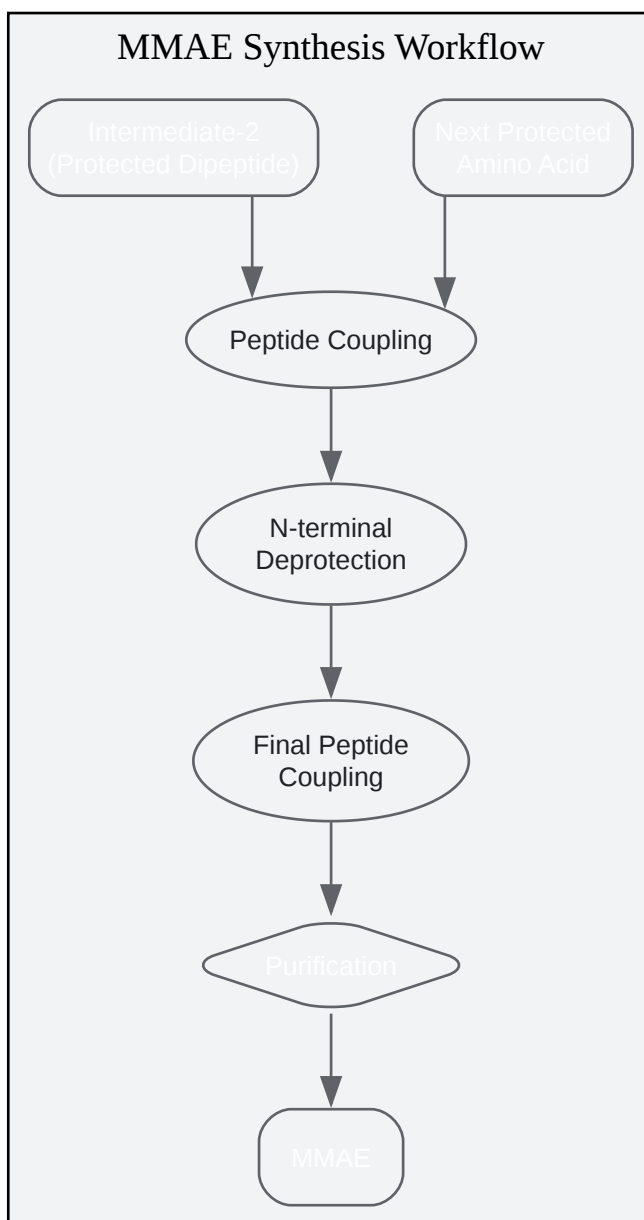 MMAE Synthesis Workflow
Intermediate-2
(Protected Dipeptide)
Next Protected
Amino Acid
Peptide Coupling
N-terminal
Deprotection
Final Peptide
Coupling
Purification
MMAE